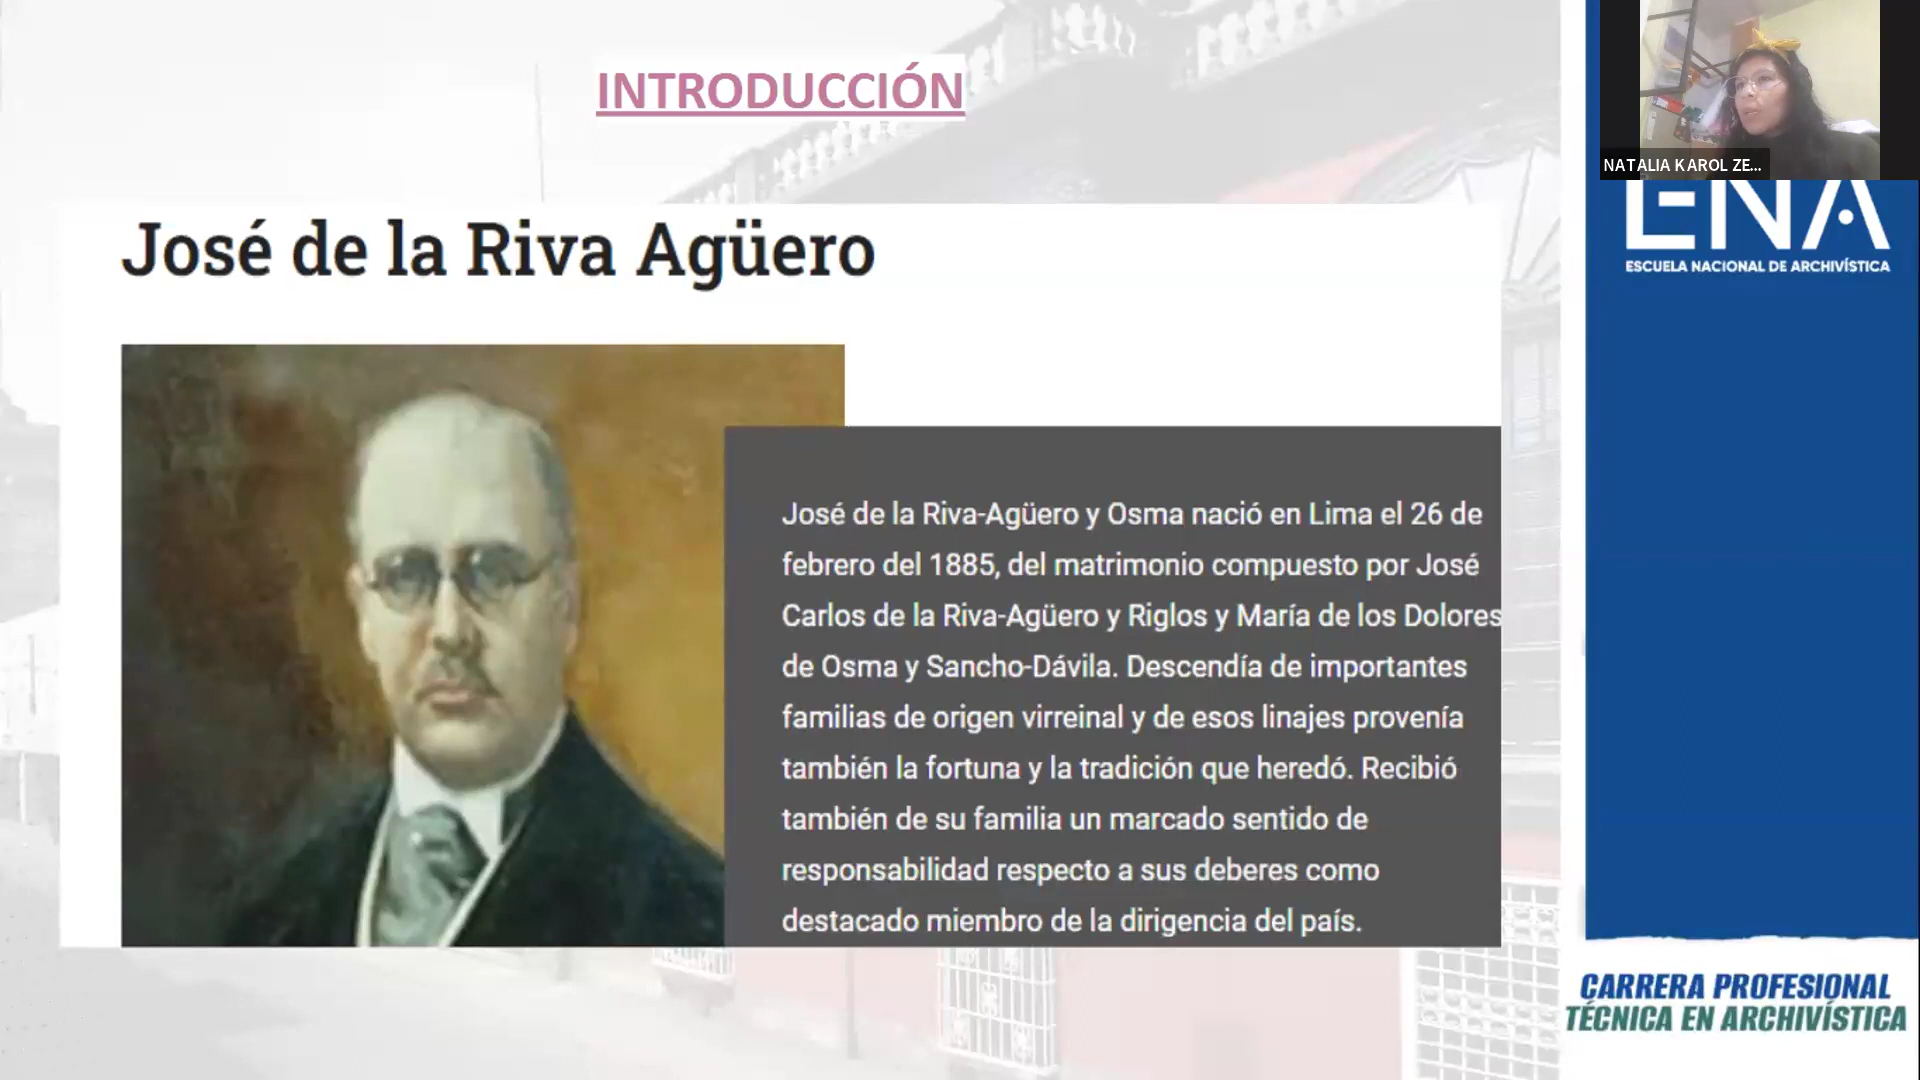 INTRODUCCIÓN
José de la Riva Agüero
José de la Riva-Agüero y Osma nació en Lima el 26 de
febrero del 1885, del matrimonio compuesto por José
Carlos de la Riva-Agüero y Riglos y María de los Dolores
de Osma y Sancho-Dávila. Descendía de importantes
familias de origen virreinal y de esos linajes provenía
también la fortuna y la tradición que heredó. Recibió
también de su familia un marcado sentido de
responsabilidad respecto a sus deberes como
destacado miembro de la dirigencia del país.
NATALIA KAROL ZE...
ENA
ESCUELA NACIONAL DE ARCHIVÍSTICA
CARRERA PROFESIONAL
TÉCNICA EN ARCHIVÍSTICA